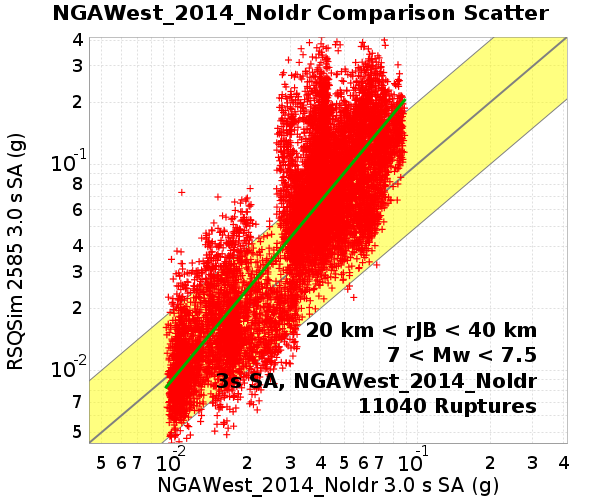 NGAWest_2014_NoIdr Comparison Scatter
4
3
2
10-1
8
6
4
3
2
10-2
7
5
RSQSim 2585 3.0 s SA (g)
20 km < rJB < 40 km
7 < Mw < 7.5
3s SA, NGAWest_2014_NoIdr
11040 Ruptures
5 6 7 10-2 2 3 4 5 6 7 10-1 2 3 4
NGAWest_2014_NoIdr 3.0 s SA (g)